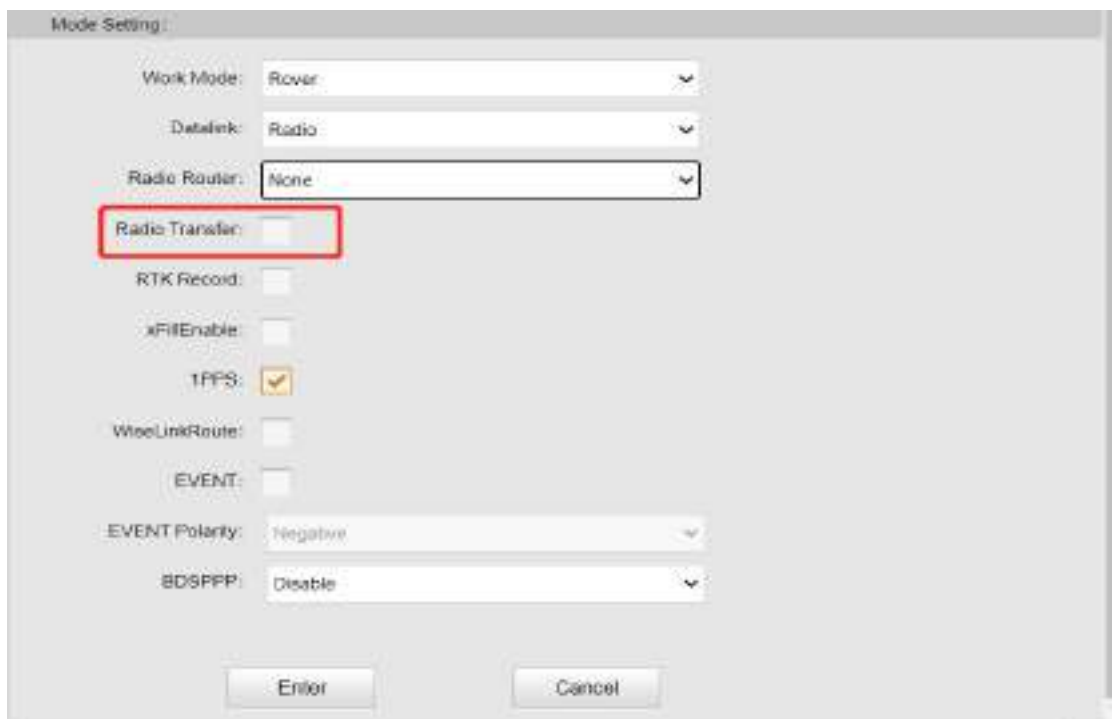 Mode Setting:
Work Mode: Rover
Datalink: Radio
Radio Router: None
Radio Transfer:
RTK Record:
xFillEnable:
1PPS:
WiseLinkRoute:
EVENT:
EVENT Polarity: Negative
BDSPPP: Disable
Enter Cancel